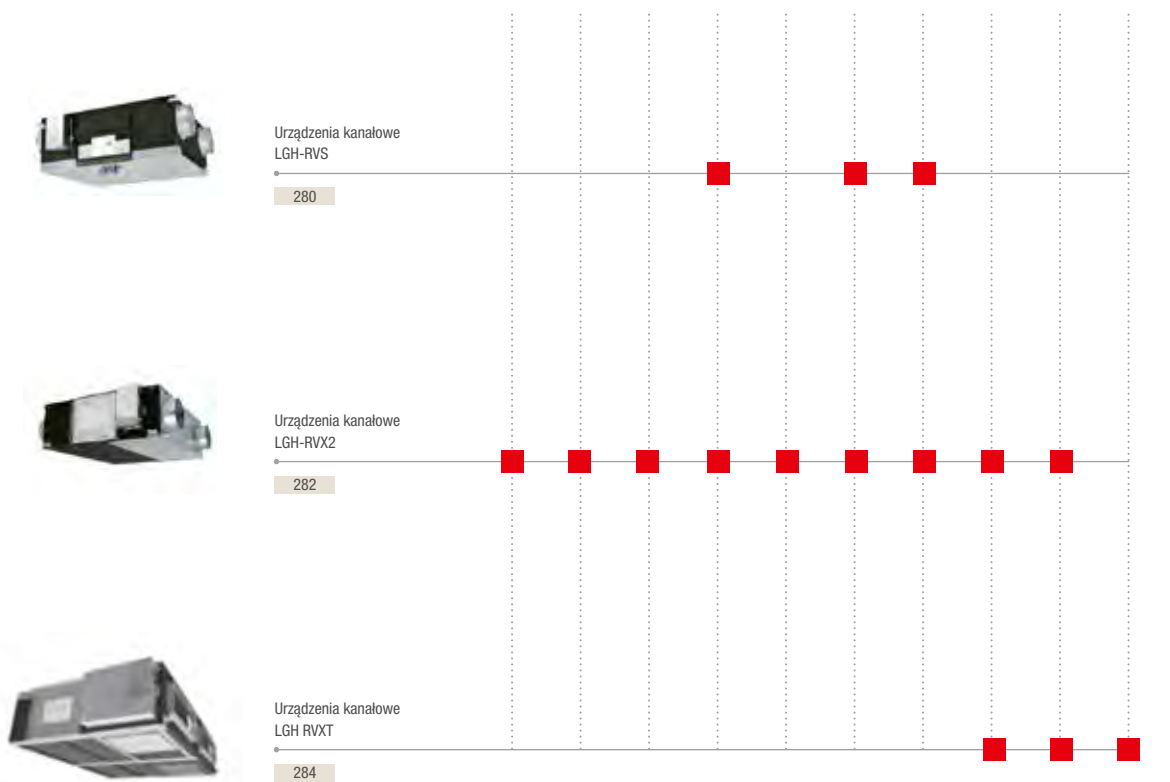 Urządzenia kanałowe
LGH-RVS
280
Urządzenia kanałowe
LGH-RVX2
282
Urządzenia kanałowe
LGH RVXT
284